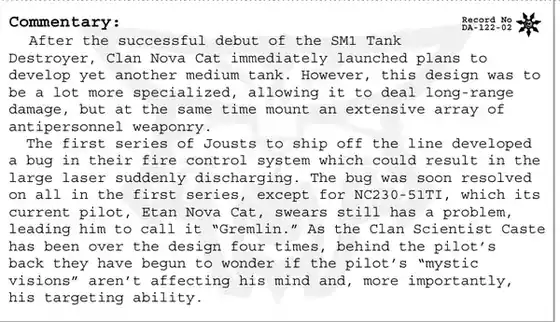 Commentary:
Record No
DA-122-02
After the successful debut of the SM1 Tank
Destroyer, Clan Nova Cat immediately launched plans to
develop yet another medium tank. However, this design was to
be a lot more specialized, allowing it to deal long-range
damage, but at the same time mount an extensive array of
antipersonnel weaponry.
The first series of Jousts to ship off the line developed
a bug in their fire control system which could result in the
large laser suddenly discharging. The bug was soon resolved
on all in the first series, except for NC230-51TI, which its
current pilot, Etan Nova Cat, swears still has a problem,
leading him to call it “Gremlin.” As the Clan Scientist Caste
has been over the design four times, behind the pilot’s
back they have begun to wonder if the pilot’s “mystic
visions” aren’t affecting his mind and, more importantly,
his targeting ability.